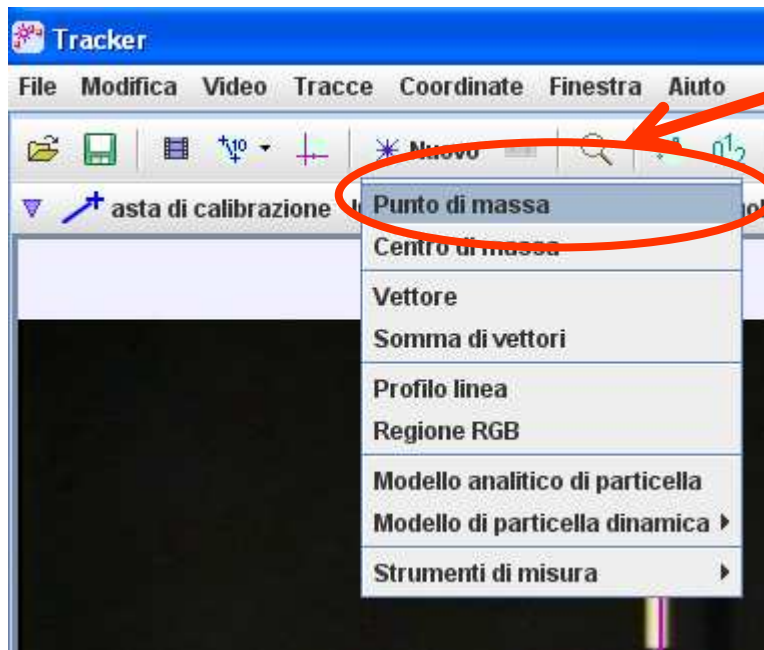 Tracker
File Modifica Video Tracce Coordinate Finestra Aiuto
Nuovo
asta di calibrazione
Punto di massa
Centro di massa
Vettore
Somma di vettori
Profilo linea
Regione RGB
Modello analitico di particella
Modello di particella dinamica
Strumenti di misura